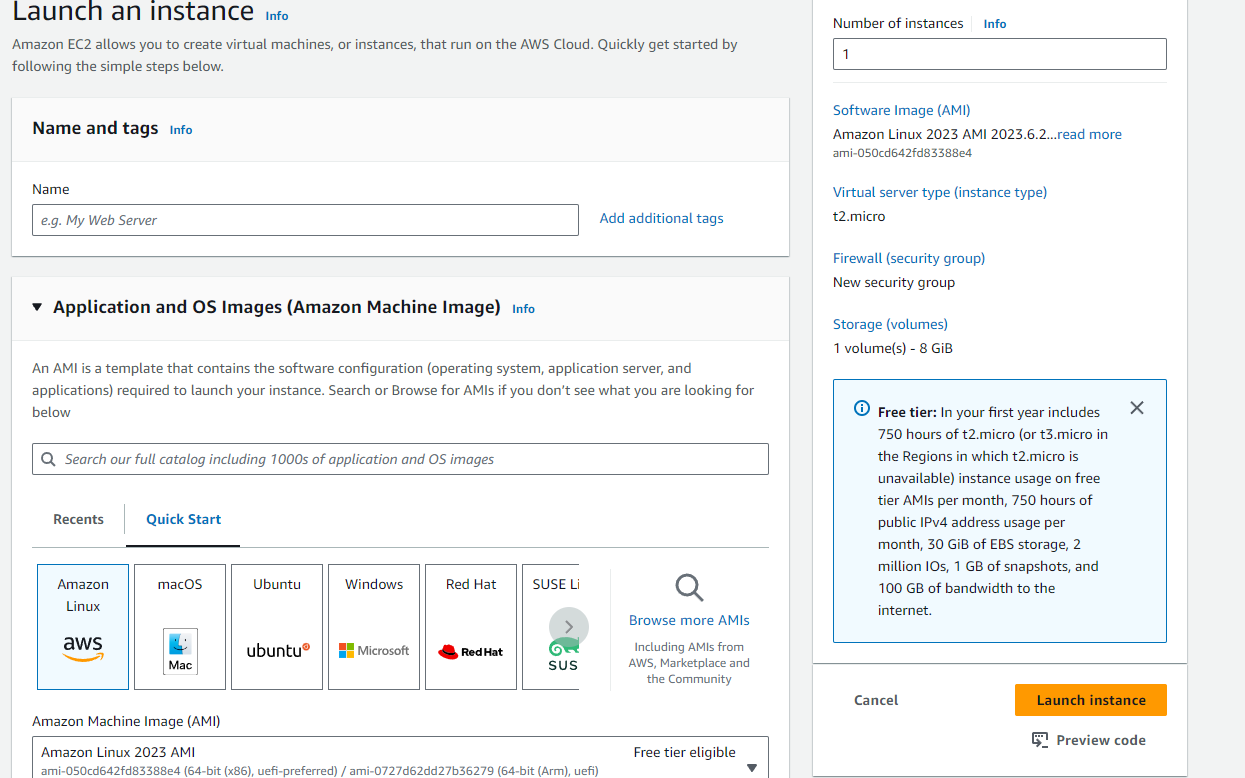 Launch an instance Info
Amazon EC2 allows you to create virtual machines, or instances, that run on the AWS Cloud. Quickly get started by
following the simple steps below.
Name and tags Info
Name
e.g. My Web Server
Add additional tags
Application and OS Images (Amazon Machine Image) Info
An AMI is a template that contains the software configuration (operating system, application server, and
applications) required to launch your instance. Search or Browse for AMIs if you don’t see what you are looking for
below
Search our full catalog including 1000s of application and OS images
Recents
Quick Start
Amazon
Linux
aws
macOS
Mac
Ubuntu
ubuntu
Windows
Microsoft
Red Hat
Red Hat
SUSE Li
SUS
Browse more AMIs
Including AMIs from
AWS, Marketplace and
the Community
Amazon Machine Image (AMI)
Amazon Linux 2023 AMI
Free tier eligible
ami-050cd642fd83388e4 (64-bit (x86), uefi-preferred) / ami-0727d62dd27b36279 (64-bit (Arm), uefi)
Number of instances Info
1
Software Image (AMI)
Amazon Linux 2023 AMI 2023.6.2...read more
ami-050cd642fd83388e4
Virtual server type (instance type)
t2.micro
Firewall (security group)
New security group
Storage (volumes)
1 volume(s) - 8 GiB
Free tier: In your first year includes
750 hours of t2.micro (or t3.micro in
the Regions in which t2.micro is
unavailable) instance usage on free
tier AMIs per month, 750 hours of
public IPv4 address usage per
month, 30 GiB of EBS storage, 2
million IOs, 1 GB of snapshots, and
100 GB of bandwidth to the
internet.
Cancel
Launch instance
Preview code